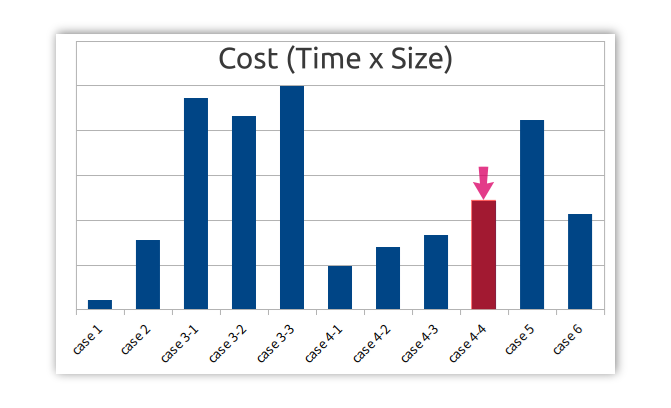 Cost (Time x Size)
case 1
case 2
case 3-1
case 3-2
case 3-3
case 4-1
case 4-2
case 4-3
case 4-4
case 5
case 6